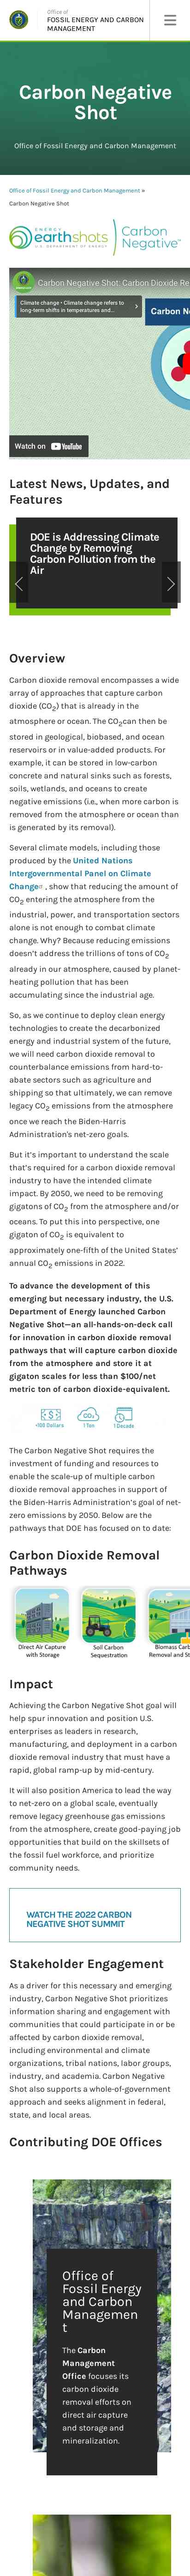 Office of
FOSSIL ENERGY AND CARBON
MANAGEMENT
Carbon Negative
Shot
Office of Fossil Energy and Carbon Management
Office of Fossil Energy and Carbon Management »
Carbon Negative Shot
ENERGY
earthshots
U.S. DEPARTMENT OF ENERGY
Carbon
Negative
Carbon Negative Shot: Carbon Dioxide Re
Climate change • Climate change refers to
long-term shifts in temperatures and...
Carbon N
Watch on YouTube
Latest News, Updates, and
Features
DOE is Addressing Climate
Change by Removing
Carbon Pollution from the
Air
Overview
Carbon dioxide removal encompasses a wide
array of approaches that capture carbon
dioxide (CO2) that is already in the
atmosphere or ocean. The CO2can then be
stored in geological, biobased, and ocean
reservoirs or in value-added products. For
example, it can be stored in low-carbon
concrete and natural sinks such as forests,
soils, wetlands, and oceans to create
negative emissions (i.e., when more carbon is
removed from the atmosphere or ocean than
is generated by its removal).
Several climate models, including those
produced by the United Nations
Intergovernmental Panel on Climate
Change , show that reducing the amount of
CO2 entering the atmosphere from the
industrial, power, and transportation sectors
alone is not enough to combat climate
change. Why? Because reducing emissions
doesn’t address the trillions of tons of CO2
already in our atmosphere, caused by planet-
heating pollution that has been
accumulating since the industrial age.
So, as we continue to deploy clean energy
technologies to create the decarbonized
energy and industrial system of the future,
we will need carbon dioxide removal to
counterbalance emissions from hard-to-
abate sectors such as agriculture and
shipping so that ultimately, we can remove
legacy CO2 emissions from the atmosphere
once we reach the Biden-Harris
Administration's net-zero goals.
But it’s important to understand the scale
that’s required for a carbon dioxide removal
industry to have the intended climate
impact. By 2050, we need to be removing
gigatons of CO2 from the atmosphere and/or
oceans. To put this into perspective, one
gigaton of CO2 is equivalent to
approximately one-fifth of the United States’
annual CO2 emissions in 2022.
To advance the development of this
emerging but necessary industry, the U.S.
Department of Energy launched Carbon
Negative Shot—an all-hands-on-deck call
for innovation in carbon dioxide removal
pathways that will capture carbon dioxide
from the atmosphere and store it at
gigaton scales for less than $100/net
metric ton of carbon dioxide-equivalent.
<100 Dollars
1 Ton
1 Decade
The Carbon Negative Shot requires the
investment of funding and resources to
enable the scale-up of multiple carbon
dioxide removal approaches in support of
the Biden-Harris Administration’s goal of net-
zero emissions by 2050. Below are the
pathways that DOE has focused on to date:
Carbon Dioxide Removal
Pathways
Direct Air Capture
with Storage
Soil Carbon
Sequestration
Biomass Carbo
Removal and St
Impact
Achieving the Carbon Negative Shot goal will
help spur innovation and position U.S.
enterprises as leaders in research,
manufacturing, and deployment in a carbon
dioxide removal industry that must have a
rapid, global ramp-up by mid-century.
It will also position America to lead the way
to net-zero on a global scale, eventually
remove legacy greenhouse gas emissions
from the atmosphere, create good-paying job
opportunities that build on the skillsets of
the fossil fuel workforce, and prioritize
community needs.
WATCH THE 2022 CARBON
NEGATIVE SHOT SUMMIT
Stakeholder Engagement
As a driver for this necessary and emerging
industry, Carbon Negative Shot prioritizes
information sharing and engagement with
communities that could participate in or be
affected by carbon dioxide removal,
including environmental and climate
organizations, tribal nations, labor groups,
industry, and academia. Carbon Negative
Shot also supports a whole-of-government
approach and seeks alignment in federal,
state, and local areas.
Contributing DOE Offices
Office of
Fossil Energy
and Carbon
Managemen
t
The Carbon
Management
Office focuses its
carbon dioxide
removal efforts on
direct air capture
and storage and
mineralization.